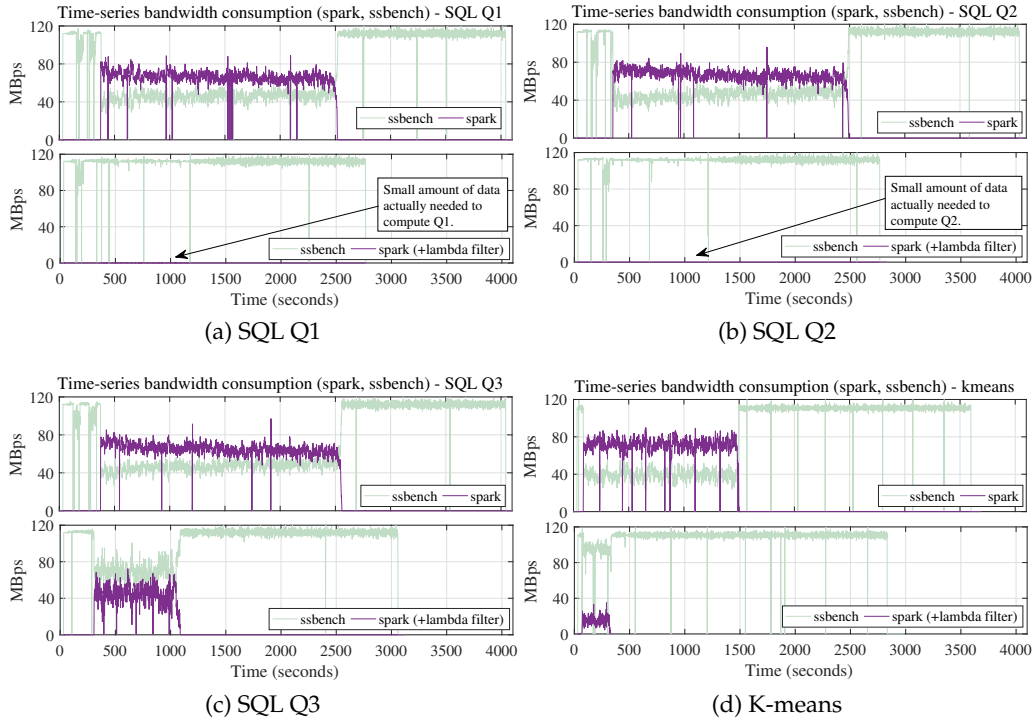 Time-series bandwidth consumption (spark, ssbench) - SQL Q1
MBps
120
80
40
0
ssbench spark
MBps
120
80
40
0
Small amount of data
actually needed to
compute Q1.
ssbench spark (+lambda filter)
0 500 1000 1500 2000 2500 3000 3500 4000
Time (seconds)
(a) SQL Q1
Time-series bandwidth consumption (spark, ssbench) - SQL Q2
MBps
120
80
40
0
ssbench spark
MBps
120
80
40
0
Small amount of data
actually needed to
compute Q2.
ssbench spark (+lambda filter)
0 500 1000 1500 2000 2500 3000 3500 4000
Time (seconds)
(b) SQL Q2
Time-series bandwidth consumption (spark, ssbench) - SQL Q3
MBps
120
80
40
0
ssbench spark
MBps
120
80
40
0
ssbench spark (+lambda filter)
0 500 1000 1500 2000 2500 3000 3500 4000
Time (seconds)
(c) SQL Q3
Time-series bandwidth consumption (spark, ssbench) - kmeans
MBps
120
80
40
0
ssbench spark
MBps
120
80
40
0
ssbench spark (+lambda filter)
0 500 1000 1500 2000 2500 3000 3500 4000
Time (seconds)
(d) K-means